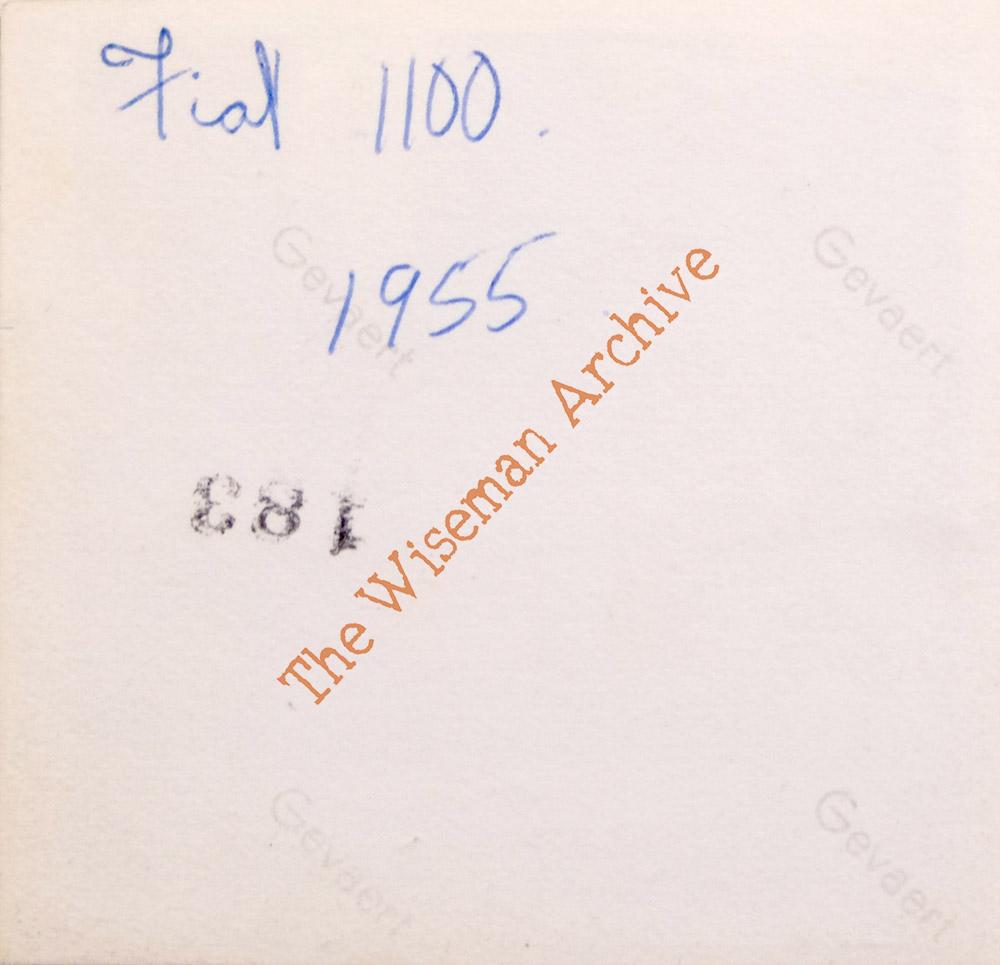 Fiat 1100.
Gevaert
Gevaert
1955
The Wiseman Archive
183
Gevaert
Gevaert